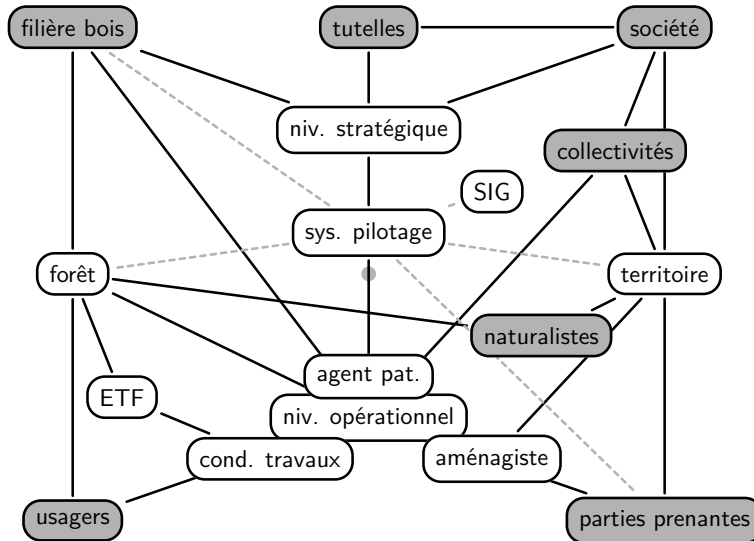 filière bois
tutelles
société
niv. stratégique
collectivités
SIG
sys. pilotage
forêt
territoire
naturalistes
agent pat.
ETF
niv. opérationnel
cond. travaux
aménagiste
usagers
parties prenantes